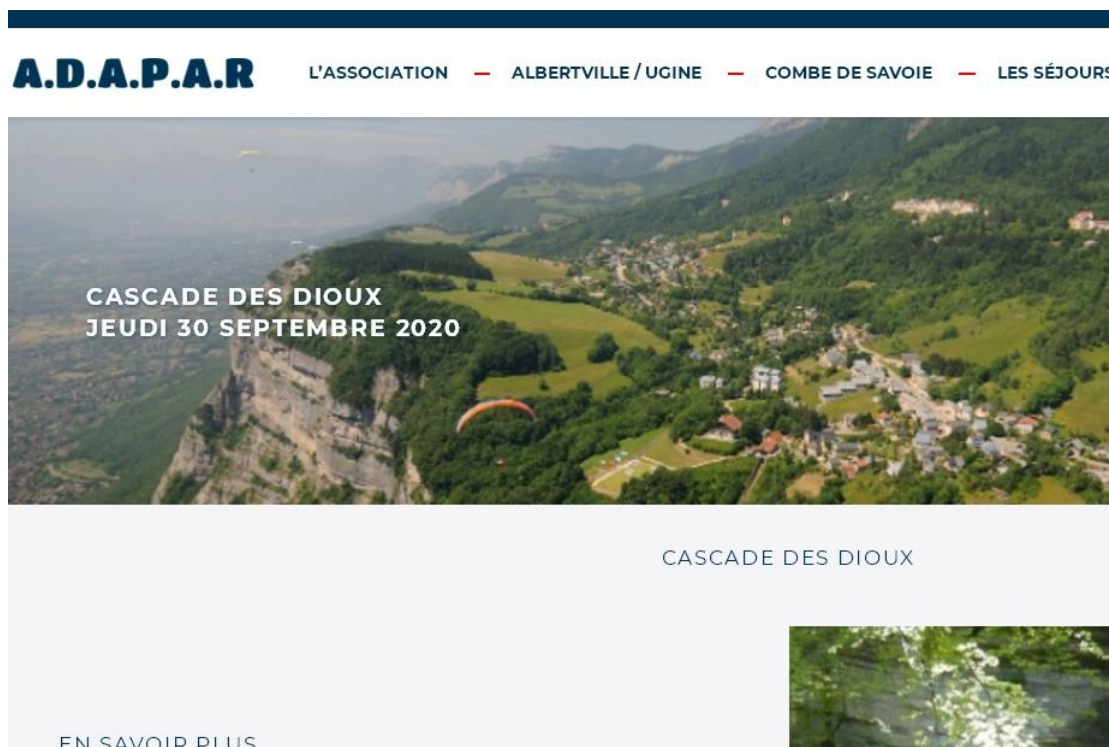 A.D.A.P.A.R
L'ASSOCIATION — ALBERTVILLE / UGINE — COMBE DE SAVOIE — LES SÉJOURS
CASCADE DES DIOUX
JEUDI 30 SEPTEMBRE 2020
CASCADE DES DIOUX
EN SAVOIR PLUS